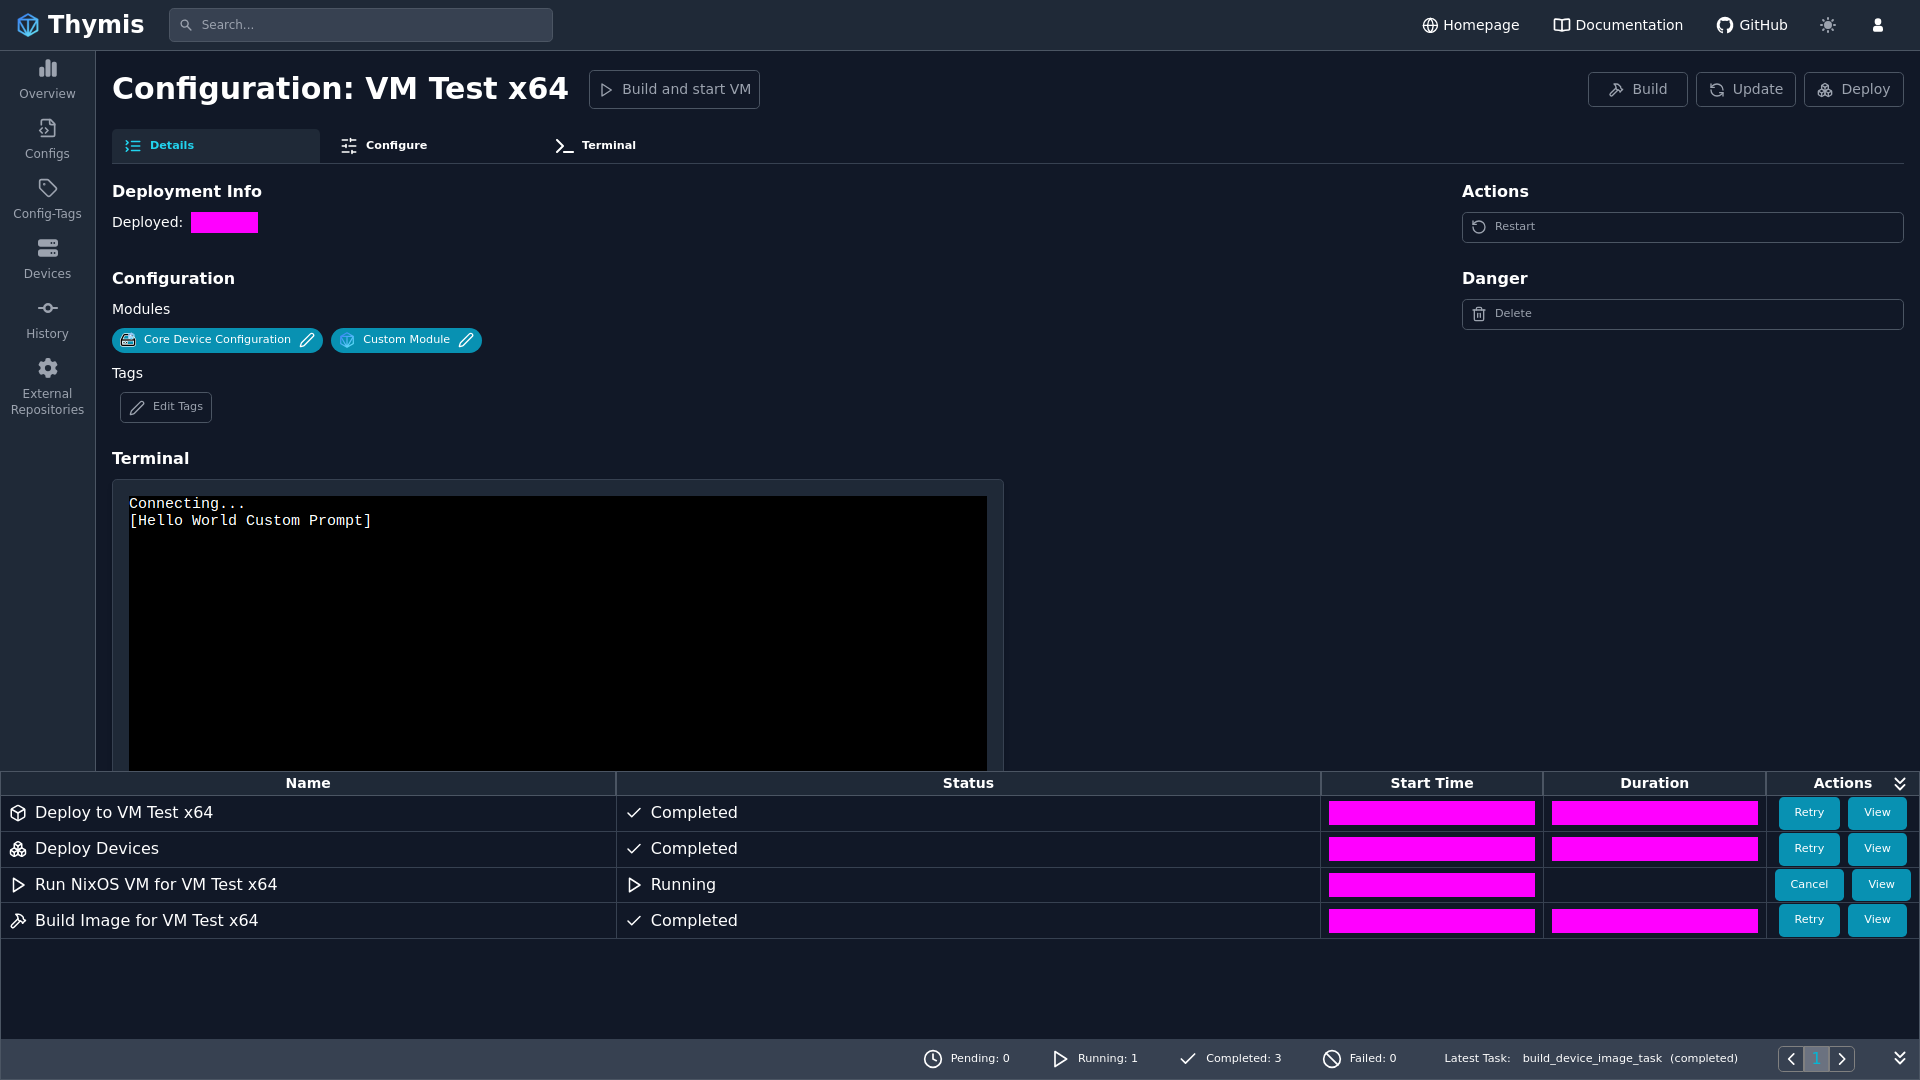 Thymis
Search...
Homepage
Documentation
GitHub
Overview
Configs
Config-Tags
Devices
History
External
Repositories
Configuration: VM Test x64
Build and start VM
Build
Update
Deploy
Details
Configure
Terminal
Deployment Info
Deployed:
Actions
Restart
Configuration
Danger
Modules
Delete
Core Device Configuration
Custom Module
Tags
Edit Tags
Terminal
Connecting...
[Hello World Custom Prompt]
Name Status Start Time Duration Actions
Deploy to VM Test x64 Completed Retry View
Deploy Devices Completed Retry View
Run NixOS VM for VM Test x64 Running Cancel View
Build Image for VM Test x64 Completed Retry View
Pending: 0 Running: 1 Completed: 3 Failed: 0 Latest Task: build_device_image_task (completed) 1